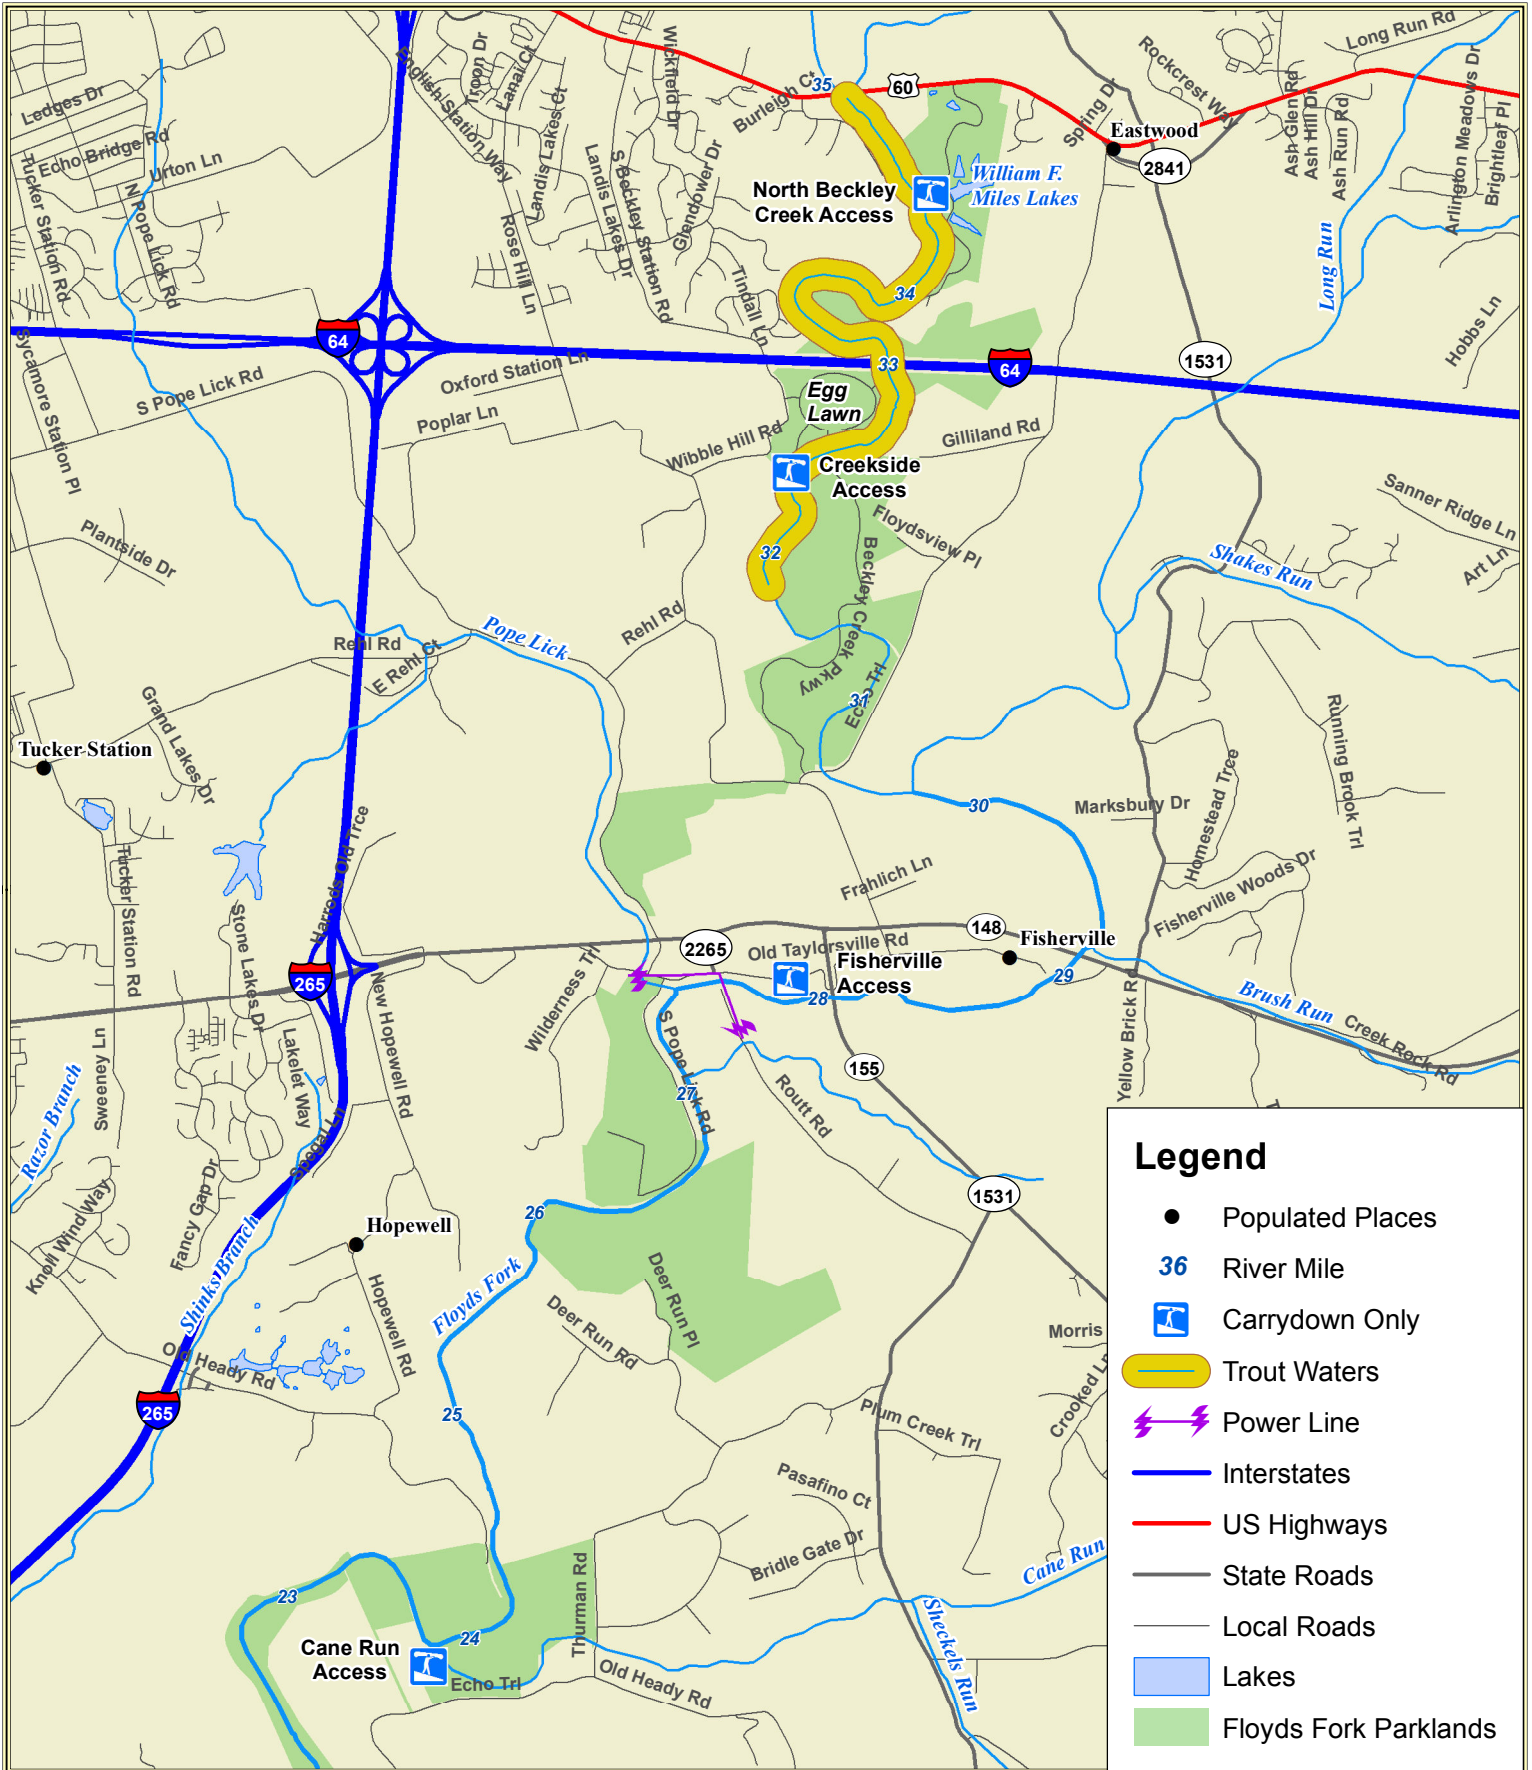 Ledges Dr
Echo Bridge Rd
Urton Ln
Tucker Station Rd
N Pope Lick Rd
English Station Way
Troon Dr
Lanai Ct
Landis Lakes Ct
Landis Lakes Dr
S Beckley Station Rd
Wickfield Dr
Glendower Dr
Burleigh Ct
35
60
Rockcrest Way
Long Run Rd
Spring Dr
Eastwood
2841
Ash Glen Rd
Ash Hill Dr
Ash Run Rd
Arlington Meadows Dr
Brightleaf Pl
North Beckley
Creek Access
William F.
Miles Lakes
Rose Hill Ln
Tindall Ln
34
Long Run
Hobbs Ln
64
33
64
1531
Sycamore Station Pl
S Pope Lick Rd
Oxford Station Ln
Poplar Ln
Egg
Lawn
Wibble Hill Rd
Gilliland Rd
Creekside
Access
Sanner Ridge Ln
Art Ln
Plantside Dr
Floydsview Pl
32
Beckley Creek Pkwy
Shakes Run
Pope Lick
Rehl Rd
Rehl Rd
E Rehl Ct
31
Grand Lakes Dr
Tucker Station
Running Brook Trl
Homestead Trce
Marksbury Dr
30
Tucker Station Rd
Harrods Old Trce
Frahlich Ln
Fisherville Woods Dr
Stone Lakes Dr
148
2265
Old Taylorsville Rd
Fisherville
Fisherville
Access
Wilderness Trl
265
29
28
Brush Run
Creek Rock Rd
Yellow Brick Rd
New Hopewell Rd
Sweeney Ln
Lakelet Way
S Pope Lick Rd
155
27
Routt Rd
Razor Branch
Spegal Ln
Fancy Gap Dr
Knoll Wind Way
1531
26
Hopewell
Shinks Branch
Floyds Fork
Deer Run Pl
Deer Run Rd
Hopewell Rd
Old Heady Rd
265
25
Morris
Crooked Ln
Plum Creek Trl
Pasafino Ct
Bridle Gate Dr
Cane Run
Thurman Rd
23
24
Cane Run
Access
Echo Trl
Old Heady Rd
Sheckels Run
Legend
Populated Places
36 River Mile
Carrydown Only
Trout Waters
Power Line
Interstates
US Highways
State Roads
Local Roads
Lakes
Floyds Fork Parklands